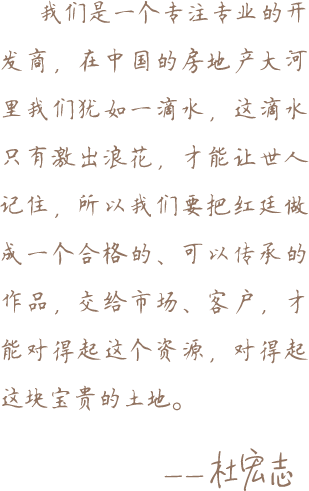 我们是一个专注专业的开
发商，在中国的房地产大河
里我们犹如一滴水，这滴水
只有激出浪花，才能让世人
记住，所以我们要把红廷做
成一个合格的、可以传承的
作品，交给市场、客户，才
能对得起这个资源，对得起
这块宝贵的土地。
——杜宏志